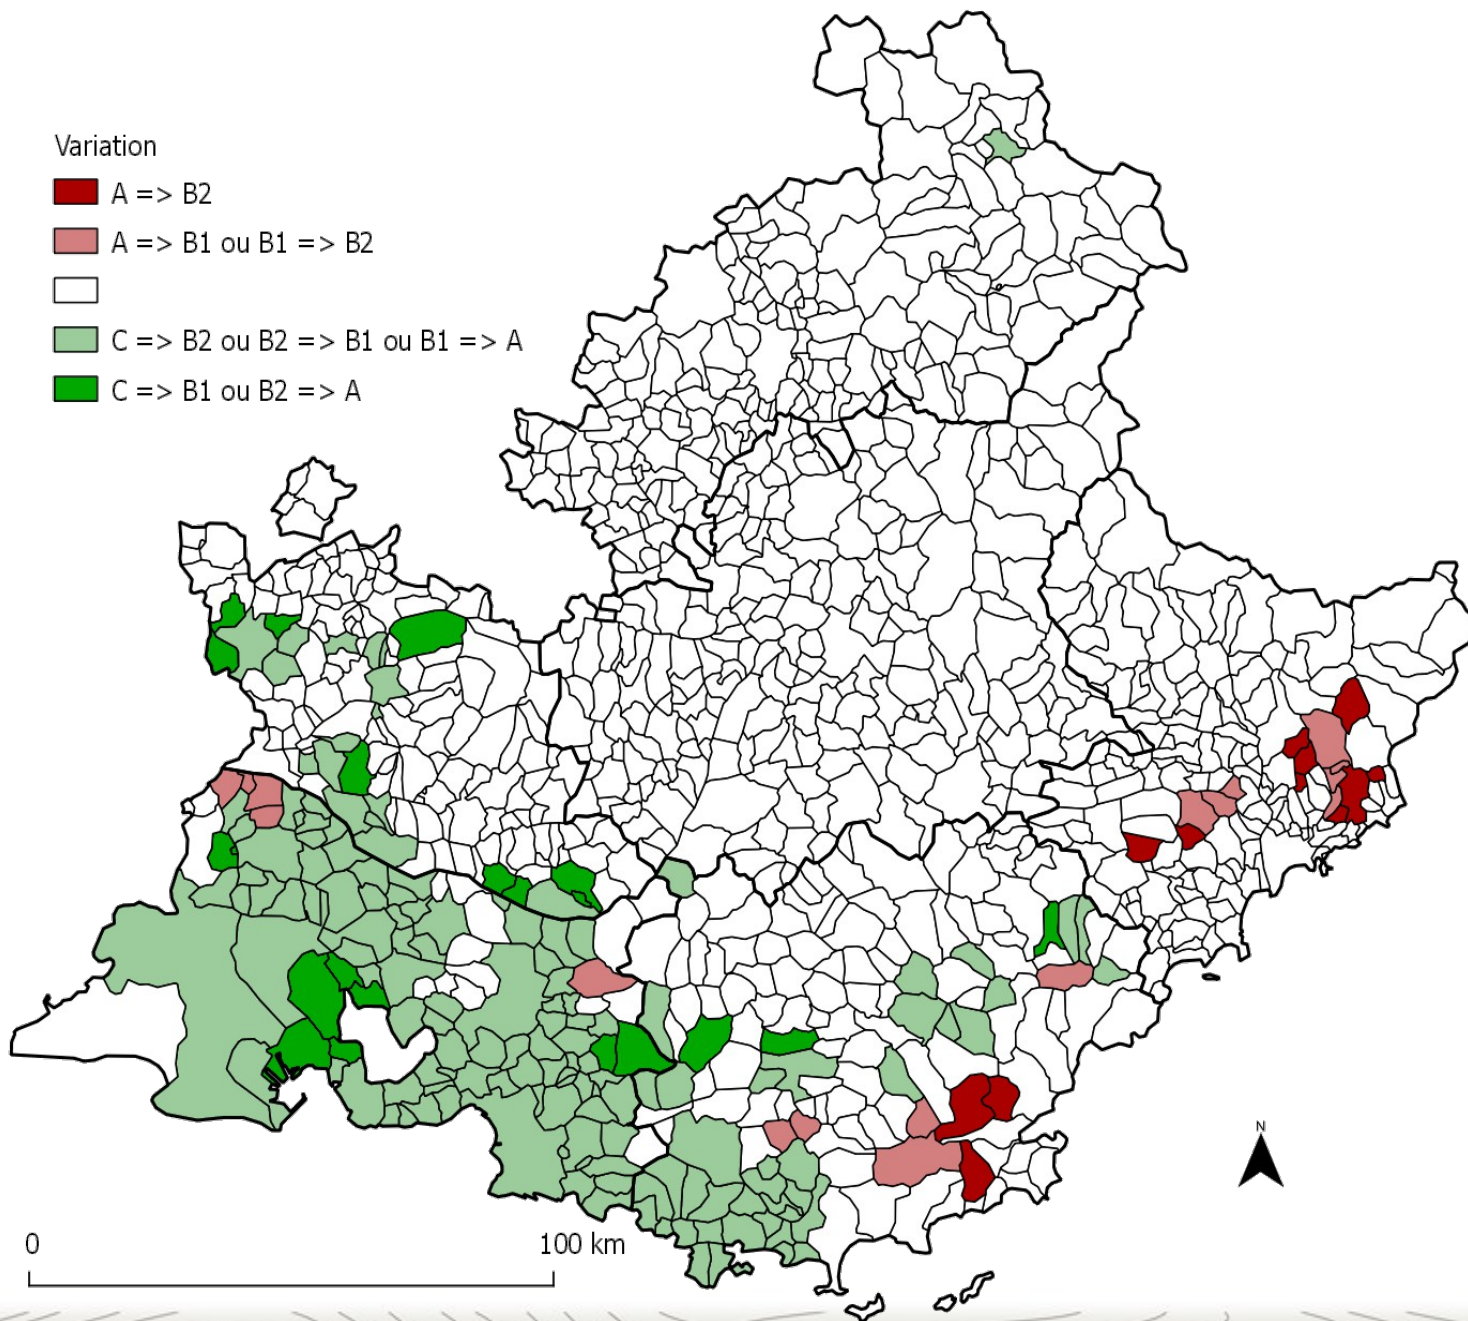 Variation
A => B2
A => B1 ou B1 => B2
C => B2 ou B2 => B1 ou B1 => A
C => B1 ou B2 => A
N
0 100 km